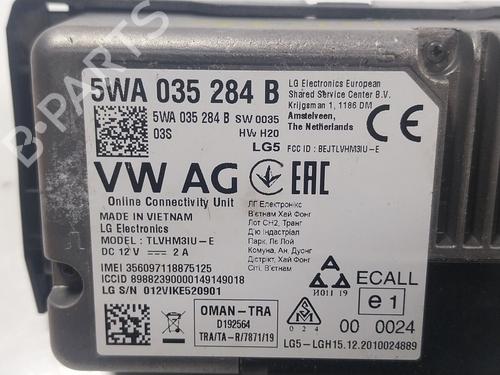 5WA 035 284 B
5WA 035 284 B SW 0035
03S HW H20
LG5
LG Electronics European
Shared Service Center B.V.
Krijgsman 1, 1186 DM
Amstelveen,
The Netherlands
FCC ID : BEJTLVHM3IU-E
CE
VW AG
EAC
Online Connectivity Unit
MADE IN VIETNAM
LG Electronics
MODEL: TLVHM3IU-E
DC 12 V 2 A
IMEI 356097118875125
ICCID 89882390000149149018
LG S/N 012VIKE520901
ЛГ Електронікс
В'єтнам Хай Фонг
Лот CH2, Транг
Д'ю Індастріал
Парк, Ле Лой
Комуна, Ан, Дуонг
Дістрікт, Хай Фонг
Сіті, В'єтнам
OMAN-TRA
D192564
TRA/TA-R/7871/19
И011 19
M
024
ECALL
e1
00 0024
LG5-LGH15.12.2010024889
B-PARTS